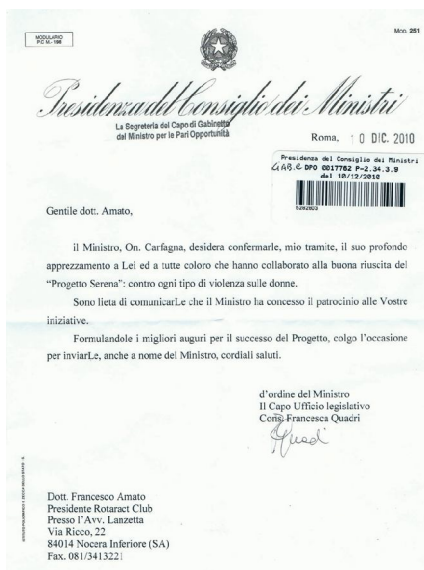 MODULARIO
P.C.M.-198
MOD. 251
Presidenza del Consiglio dei Ministri
La Segreteria del Capo di Gabinetto
del Ministro per le Pari Opportunità
Roma, 10 DIC. 2010
Presidenza del Consiglio dei Ministri
GAB.C DPO 0017762 P-2.34.3.9
del 10/12/2010
Gentile dott. Amato,
il Ministro, On. Carfagna, desidera confermarle, mio tramite, il suo profondo
apprezzamento a Lei ed a tutte coloro che hanno collaborato alla buona riuscita del
“Progetto Serena”: contro ogni tipo di violenza sulle donne.
Sono lieta di comunicarLe che il Ministro ha concesso il patrocinio alle Vostre
iniziative.
Formulandole i migliori auguri per il successo del Progetto, colgo l’occasione
per inviarLe, anche a nome del Ministro, cordiali saluti.
d’ordine del Ministro
Il Capo Ufficio legislativo
Cons. Francesca Quadri
Dott. Francesco Amato
Presidente Rotaract Club
Presso l’Avv. Lanzetta
Via Ricco, 22
84014 Nocera Inferiore (SA)
Fax. 081/3413221